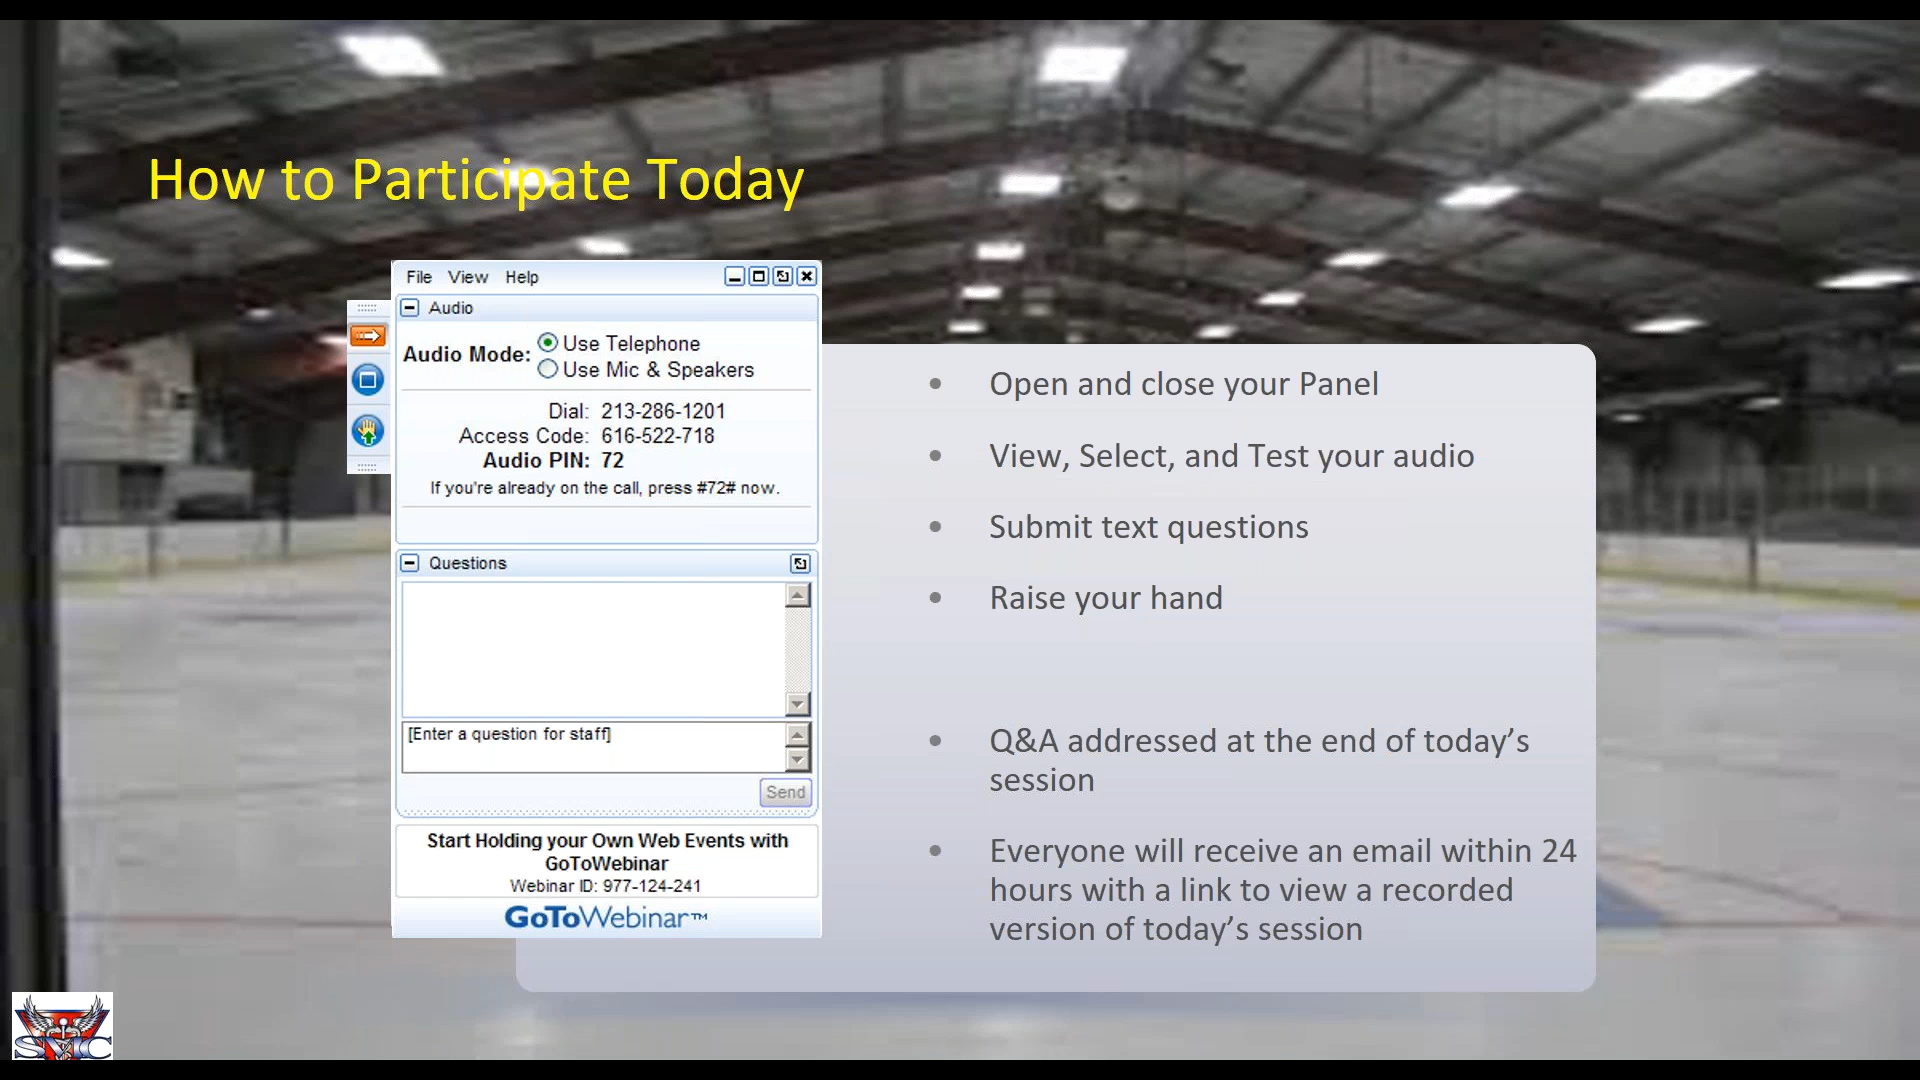 How to Participate Today
File View Help
Audio
Audio Mode: Use Telephone
Use Mic & Speakers
Dial: 213-286-1201
Access Code: 616-522-718
Audio PIN: 72
If you're already on the call, press #72# now.
Questions
[Enter a question for staff]
Send
Start Holding your Own Web Events with
GoToWebinar
Webinar ID: 977-124-241
GoToWebinar™
• Open and close your Panel
• View, Select, and Test your audio
• Submit text questions
• Raise your hand
• Q&A addressed at the end of today’s
session
• Everyone will receive an email within 24
hours with a link to view a recorded
version of today’s session
SMC